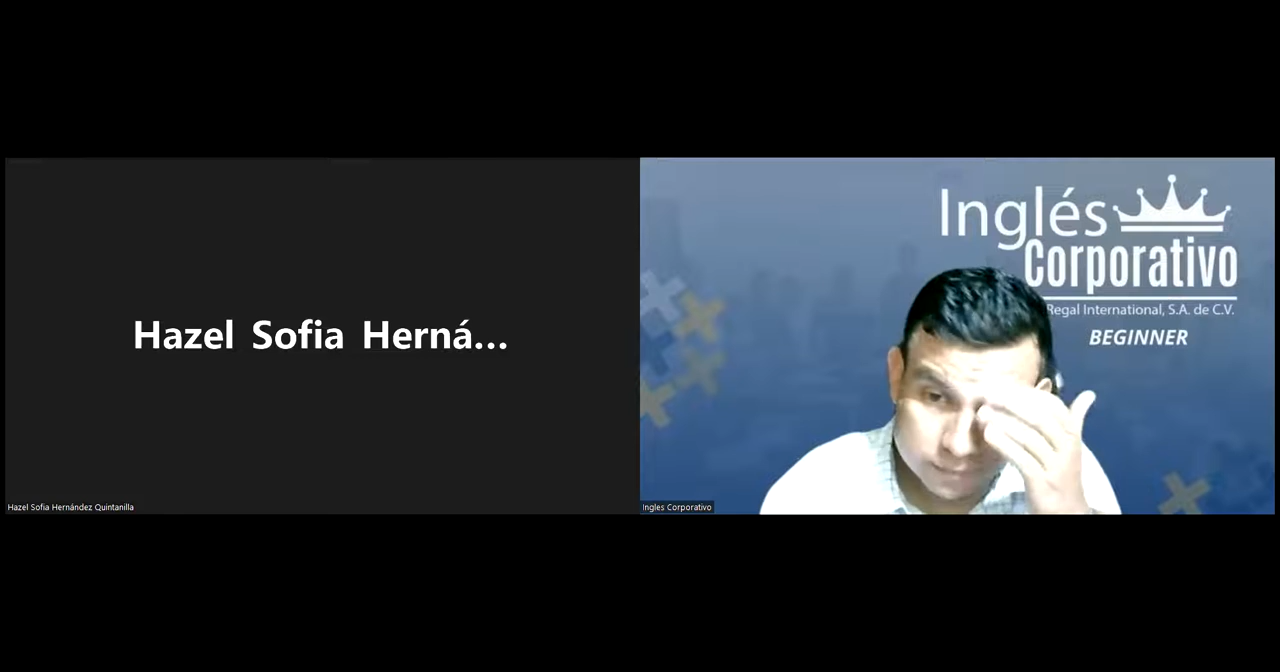 Hazel Sofia Herná...
Hazel Sofia Hernández Quintanilla
Inglés
Corporativo
Regal International, S.A. de C.V.
BEGINNER
Ingles Corporativo